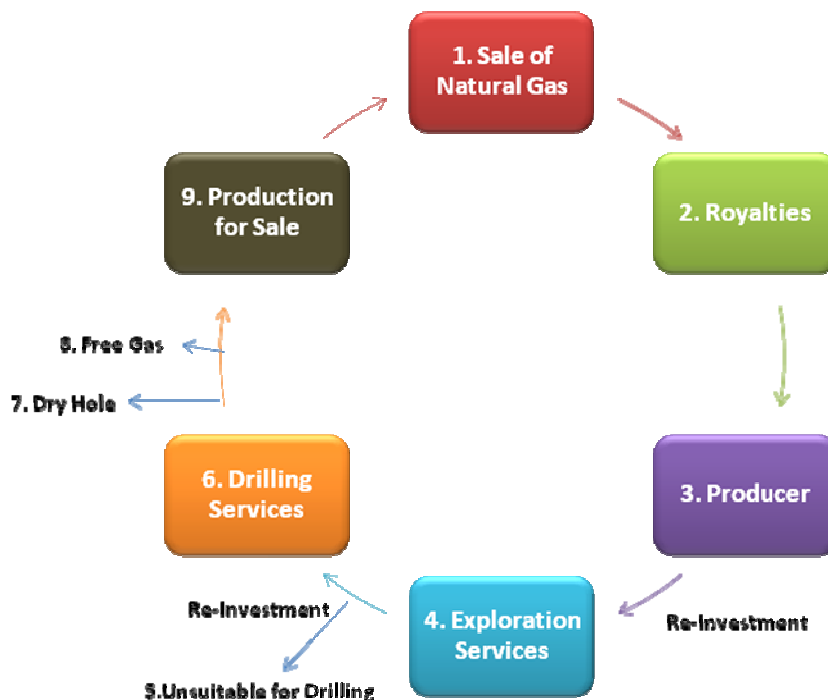 1. Sale of
Natural Gas
2. Royalties
3. Producer
Re-Investment
4. Exploration
Services
Re-Investment
5.Unsuitable for Drilling
6. Drilling
Services
7. Dry Hole
8. Free Gas
9. Production
for Sale